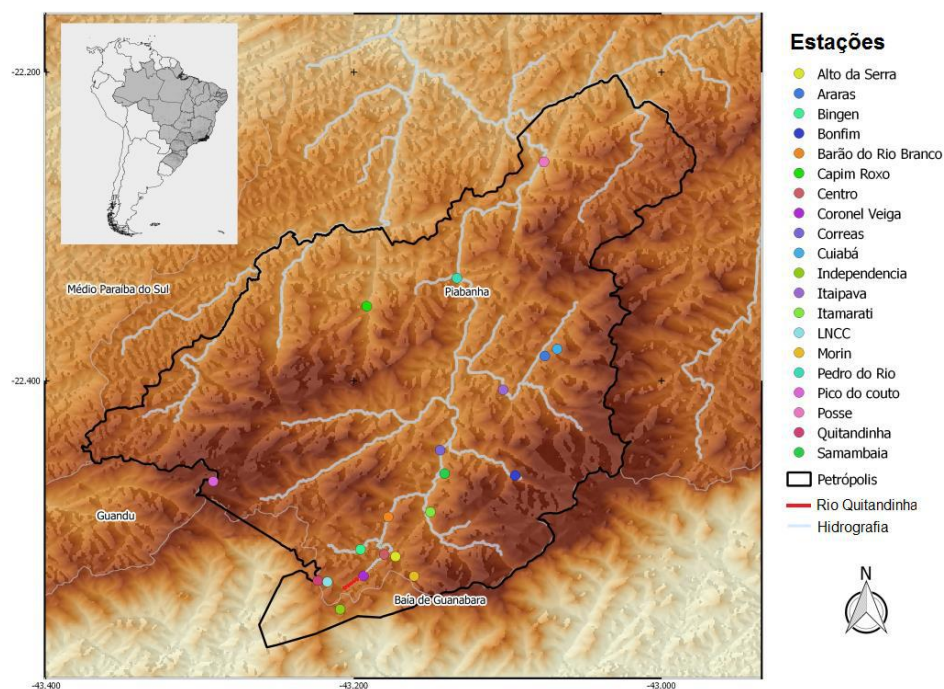 -22.200
-22.400
-43.400
-43.200
-43.000
Médio Paraiba do Sul
Piabanha
Guandu
Baía de Guanabara
Estações
Alto da Serra
Araras
Bingen
Bonfim
Barão do Rio Branco
Capim Roxo
Centro
Coronel Veiga
Correas
Cuiabá
Independencia
Itaipava
Itamarati
LNCC
Morin
Pedro do Rio
Pico do couto
Posse
Quitandinha
Samambaia
Petrópolis
Rio Quitandinha
Hidrografia
N